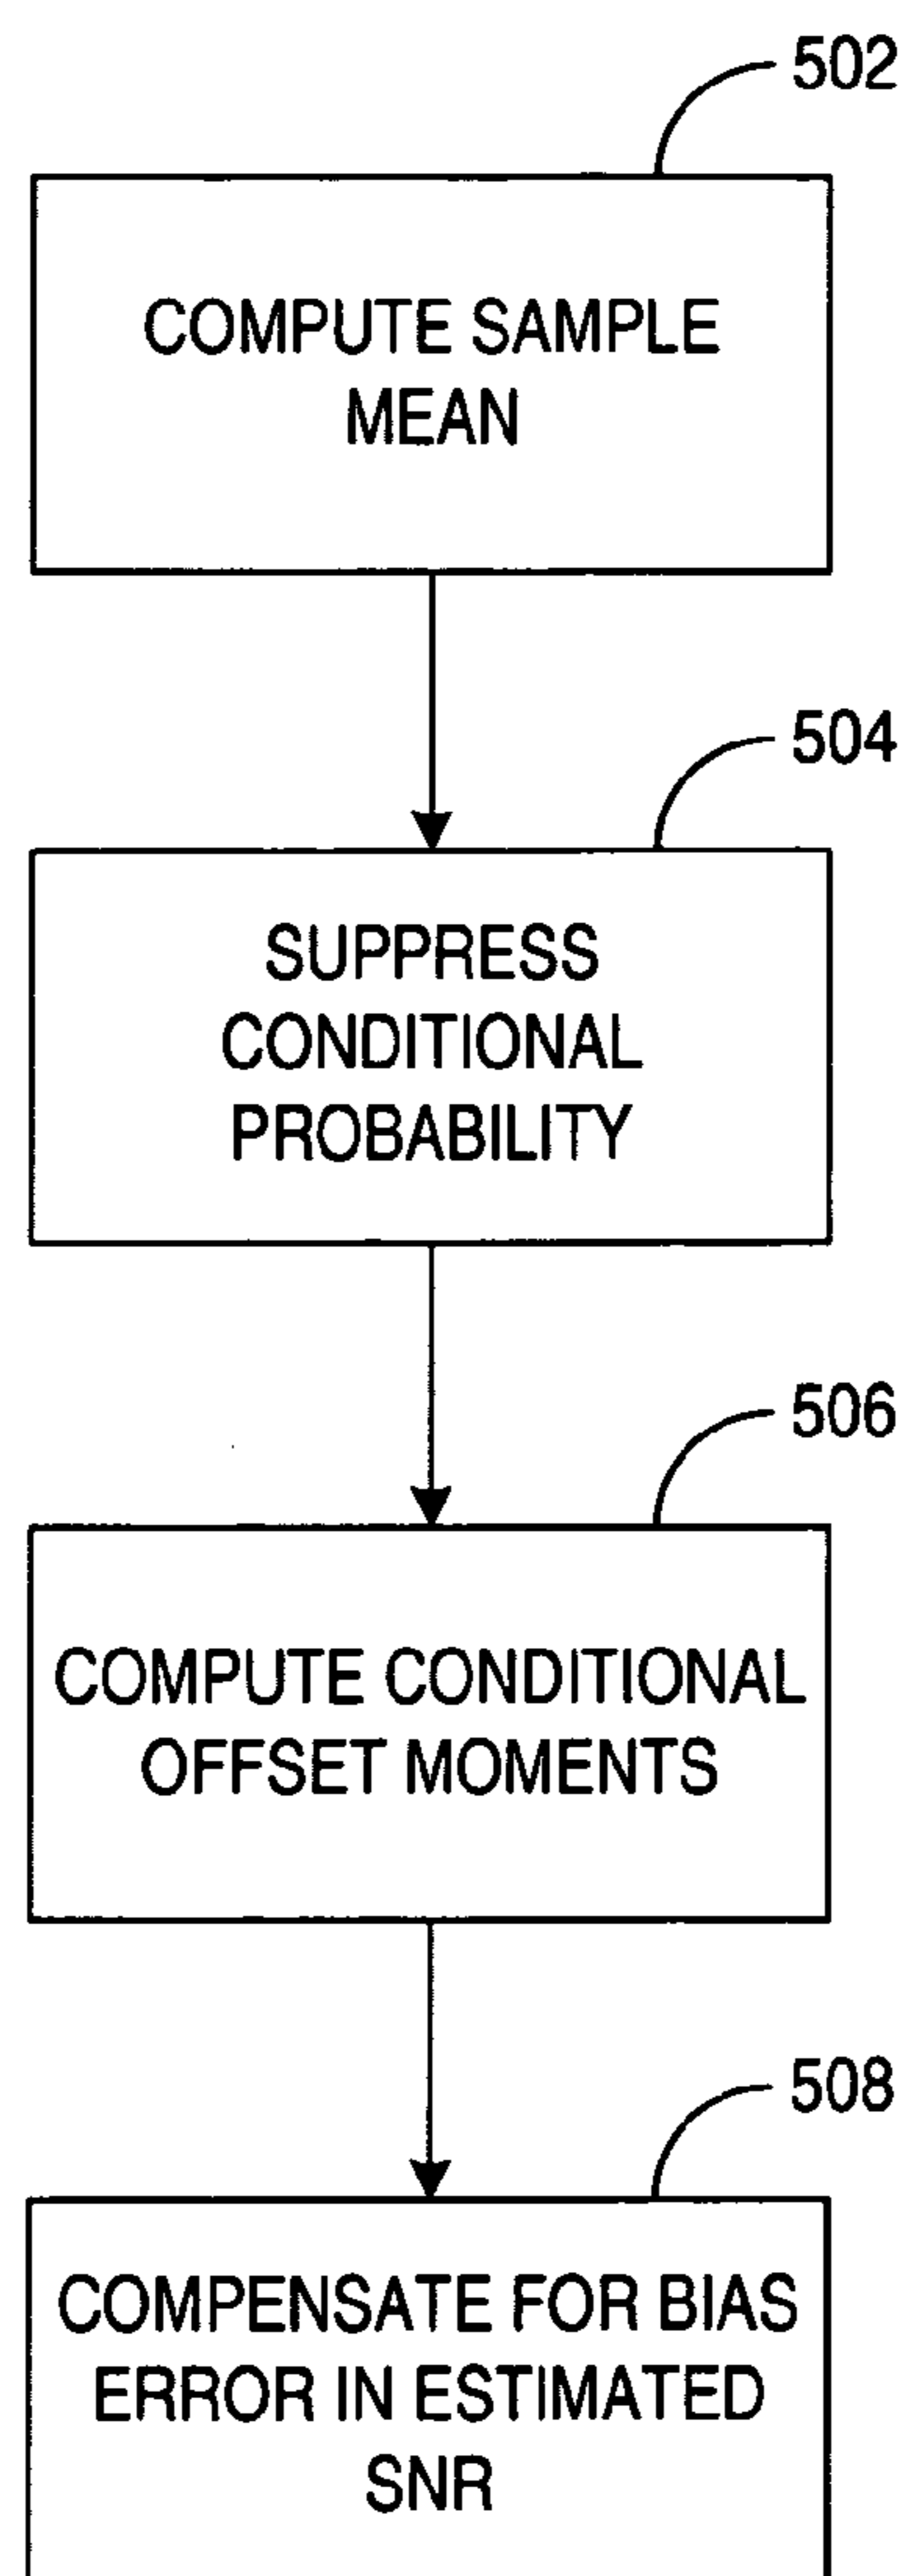 502
COMPUTE SAMPLE
MEAN
504
SUPPRESS
CONDITIONAL
PROBABILITY
506
COMPUTE CONDITIONAL
OFFSET MOMENTS
508
COMPENSATE FOR BIAS
ERROR IN ESTIMATED
SNR